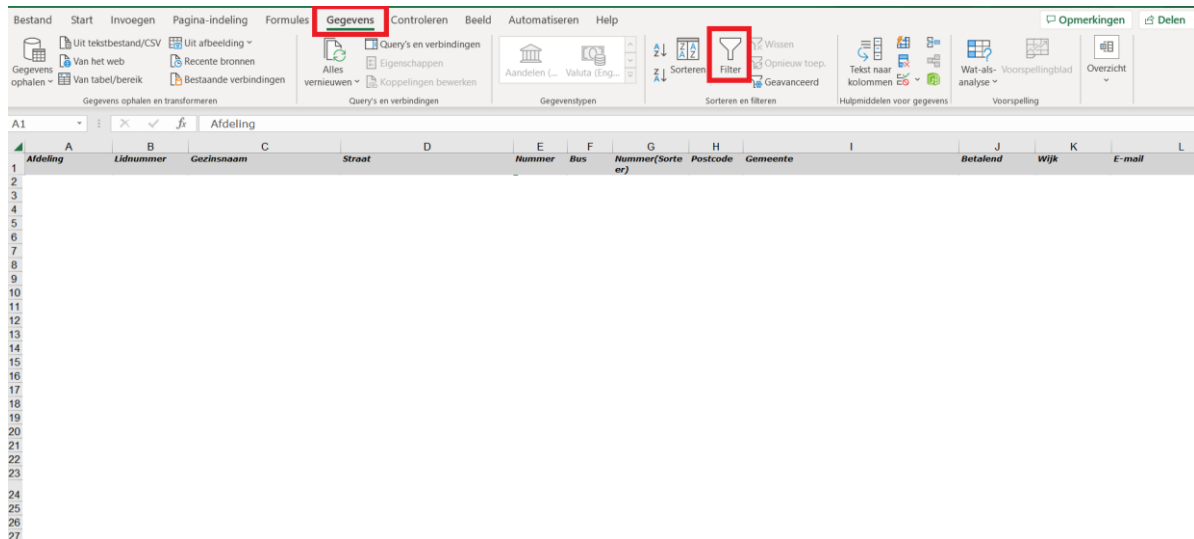 Bestand Start Invoegen Pagina-indeling Formules Gegevens Controleren Beeld Automatiseren Help Opmerkingen Delen
Gegevens ophalen
Uit tekstbestand/CSV
Van het web
Van tabel/bereik
Uit afbeelding
Recente bronnen
Bestaande verbindingen
Gegevens ophalen en transformeren
Alles vernieuwen
Query's en verbindingen
Eigenschappen
Koppelingen bewerken
Query's en verbindingen
Aandelen (... Valuta (Eng...
Gegevenstypen
Sorteren
Filter
Wissen
Opnieuw toep.
Geavanceerd
Sorteren en filteren
Tekst naar kolommen
Hulpmiddelen voor gegevens
Wat-als-analyse
Voorspellingblad
Voorspelling
Overzicht
A1 fx Afdeling
A B C D E F G H I J K L
1 Afdeling Lidnummer Gezinsnaam Straat Nummer Bus Nummer(Sorteer) Postcode Gemeente Betalend Wijk E-mail
2
3
4
5
6
7
8
9
10
11
12
13
14
15
16
17
18
19
20
21
22
23
24
25
26
27